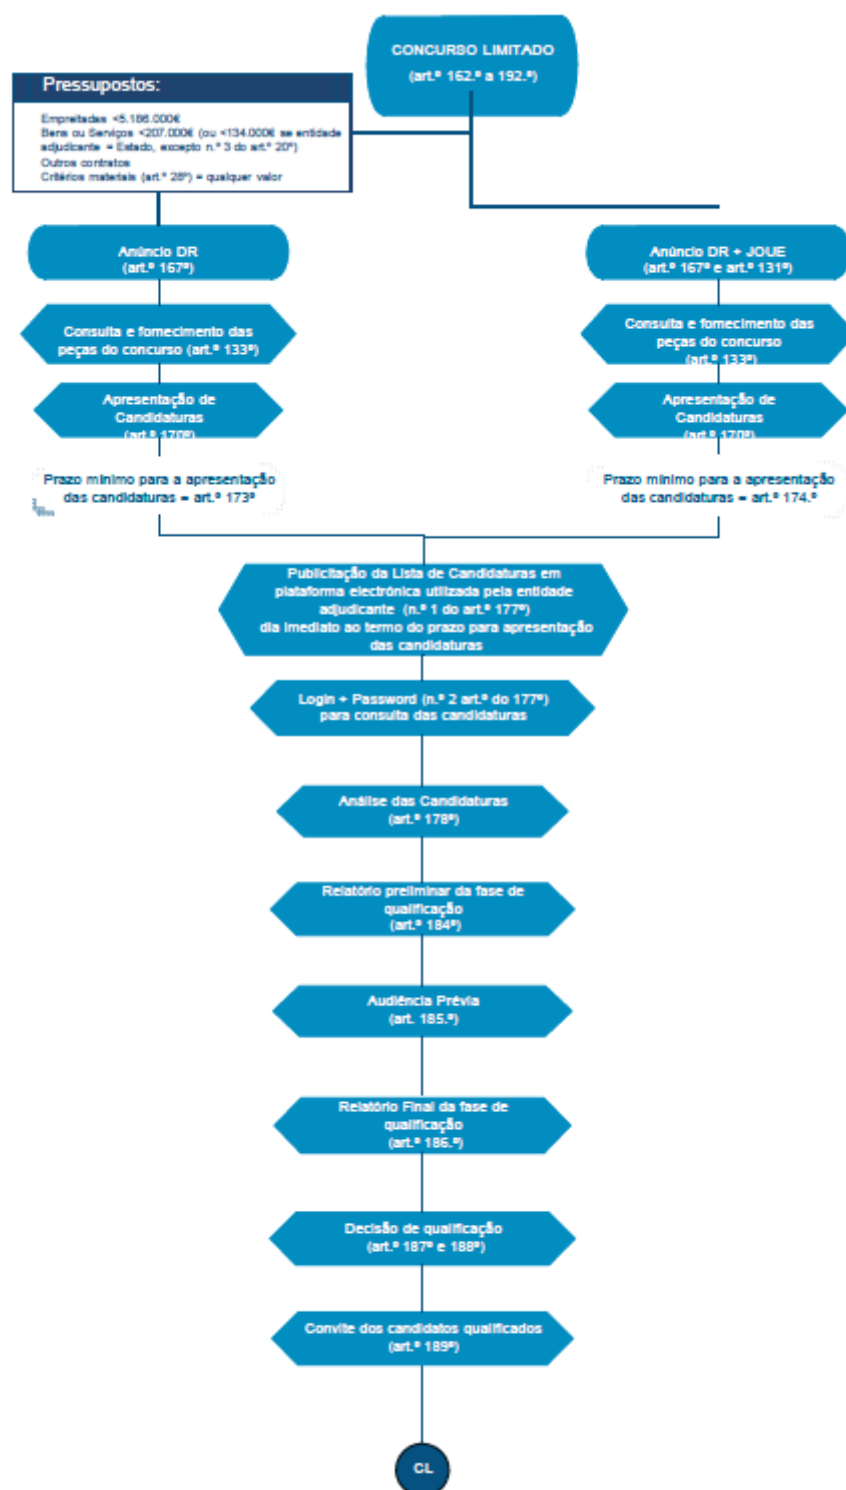 CONCURSO LIMITADO
(art.º 162.º a 192.º)
Pressupostos:
Empreitadas <5.186.000€
Bens ou Serviços <207.000€ (ou <134.000€ se entidade
adjudicante = Estado, excepto n.º 3 do art.º 20º)
Outros contratos
Critérios materiais (art.º 28º) = qualquer valor
Anúncio DR
(art.º 167º)
Consulta e fornecimento das
peças do concurso (art.º 133º)
Apresentação de
Candidaturas
(art.º 170º)
Prazo mínimo para a apresentação
das candidaturas = art.º 173º
Anúncio DR + JOUE
(art.º 167º e art.º 131º)
Consulta e fornecimento das
peças do concurso
(art.º 133º)
Apresentação de
Candidaturas
(art.º 170º)
Prazo mínimo para a apresentação
das candidaturas = art.º 174.º
Publicitação da Lista de Candidaturas em
plataforma electrónica utilizada pela entidade
adjudicante (n.º 1 do art.º 177º)
dia imediato ao termo do prazo para apresentação
das candidaturas
Login + Password (n.º 2 art.º do 177º)
para consulta das candidaturas
Análise das Candidaturas
(art.º 178º)
Relatório preliminar da fase de
qualificação
(art.º 184º)
Audiência Prévia
(art. 185.º)
Relatório Final da fase de
qualificação
(art.º 186.º)
Decisão de qualificação
(art.º 187º e 188º)
Convite dos candidatos qualificados
(art.º 189º)
CL